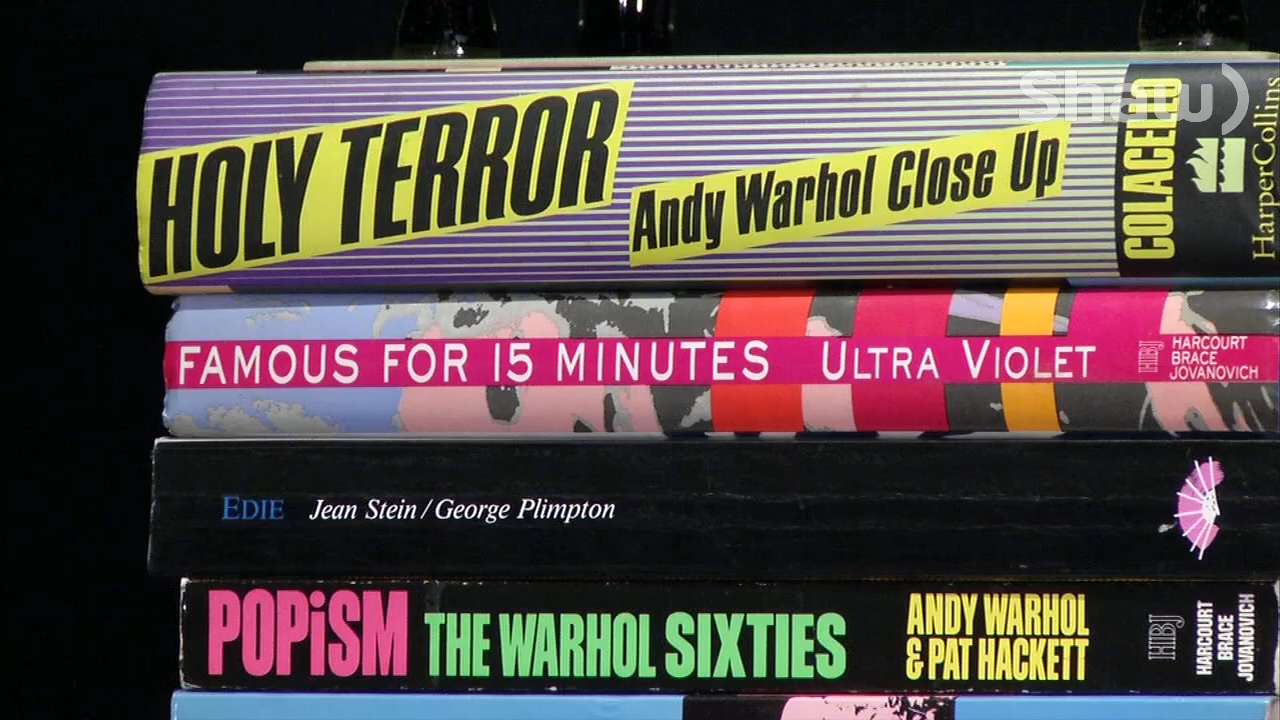 Shaw)
HOLY TERROR
Andy Warhol Close Up
COLACELLO
HarperCollins
FAMOUS FOR 15 MINUTES ULTRA VIOLET
HBJ
HARCOURT
BRACE
JOVANOVICH
EDIE Jean Stein / George Plimpton
POPiSM THE WARHOL SIXTIES
ANDY WARHOL
& PAT HACKETT
HBJ
HARCOURT
BRACE
JOVANOVICH